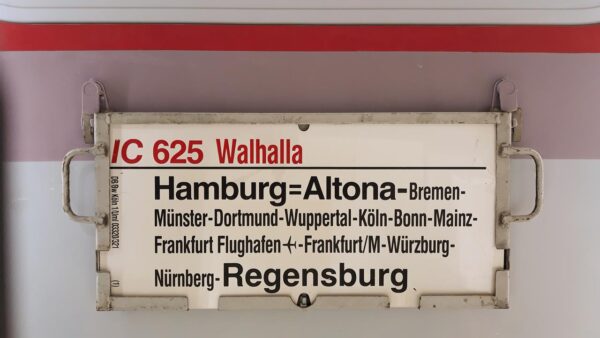 IC 625 Walhalla
Hamburg=Altona-Bremen-
Münster-Dortmund-Wuppertal-Köln-Bonn-Mainz-
Frankfurt Flughafen ✈-Frankfurt/M-Würzburg-
Nürnberg-Regensburg